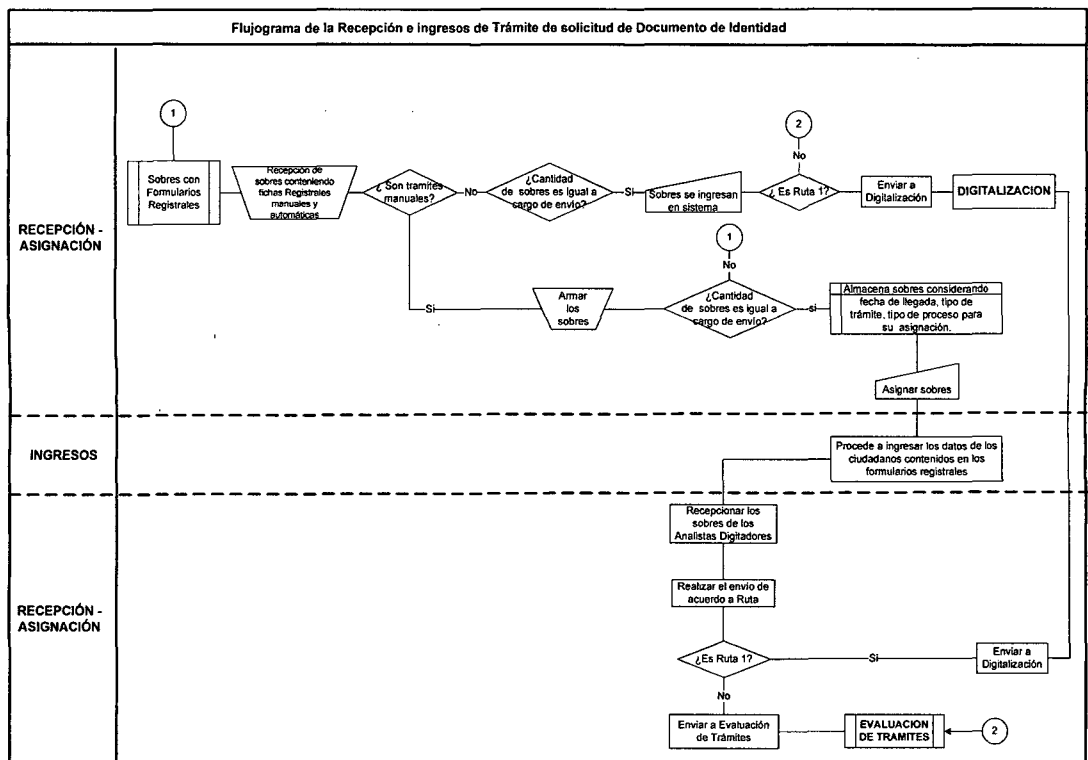 Flujograma de la Recepción e ingresos de Trámite de solicitud de Documento de Identidad
RECEPCIÓN -
ASIGNACIÓN
1
Sobres con
Formularios
Registrales
Recepción de
sobres conteniendo
fichas Registrales
manuales y
automáticas
¿ Son tramites
manuales?
No
¿Cantidad
de sobres es igual a
cargo de envío?
Si
Sobres se ingresan
en sistema
2
No
¿ Es Ruta 1?
Enviar a
Digitalización
DIGITALIZACION
Si
Armar
los
sobres
1
No
¿Cantidad
de sobres es igual a
cargo de envío?
si
Almacena sobres considerando
fecha de llegada, tipo de
trámite, tipo de proceso para
su asignación.
Asignar sobres
INGRESOS
Procede a ingresar los datos de los
ciudadanos contenidos en los
formularios registrales
RECEPCIÓN -
ASIGNACIÓN
Recepcionar los
sobres de los
Analistas Digitadores
Realizar el envío de
acuerdo a Ruta
¿Es Ruta 1?
Si
Enviar a
Digitalización
No
Enviar a Evaluación
de Trámites
EVALUACION
DE TRAMITES
2